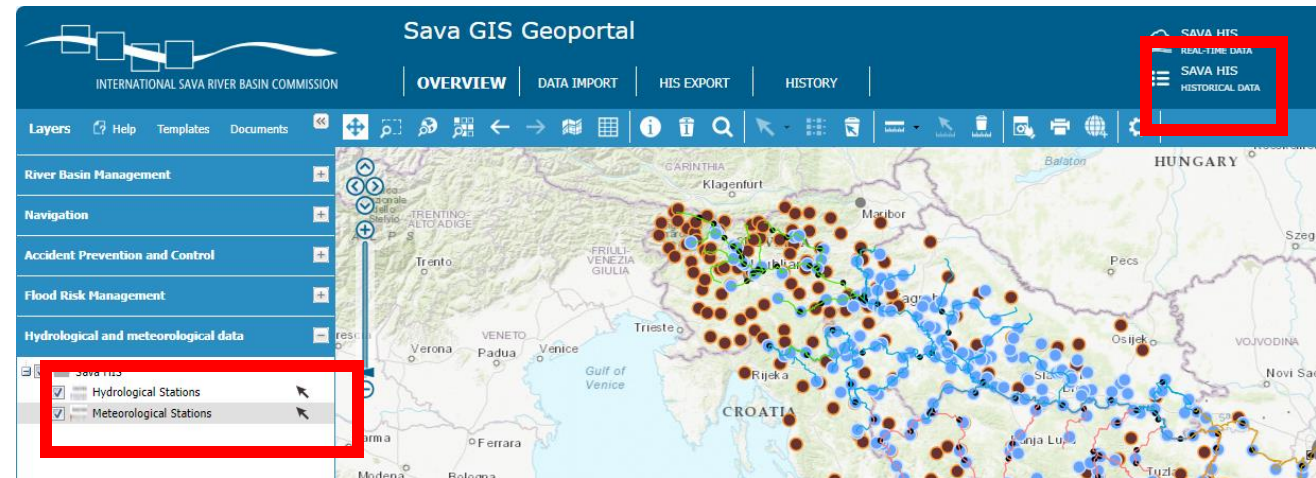 Sava GIS Geoportal
INTERNATIONAL SAVA RIVER BASIN COMMISSION
OVERVIEW
DATA IMPORT
HIS EXPORT
HISTORY
SAVA HIS
REAL-TIME DATA
SAVA HIS
HISTORICAL DATA
Layers
Help
Templates
Documents
River Basin Management
Navigation
Accident Prevention and Control
Flood Risk Management
Hydrological and meteorological data
Sava HIS
Hydrological Stations
Meteorological Stations
CARINTHIA
Klagenfurt
Balaton
HUNGARY
Maribor
TRENTINO-
ALTO ADIGE
Trento
FRIULI-
VENEZIA
GIULIA
Pecs
Szeg
VENETO
Verona
Padua
Venice
Trieste
Gulf of
Venice
Rijeka
CROATIA
Osijek
VOJVODINA
Novi Sa
Ferrara
anja Lu
Tuzla
Modena
Bologna